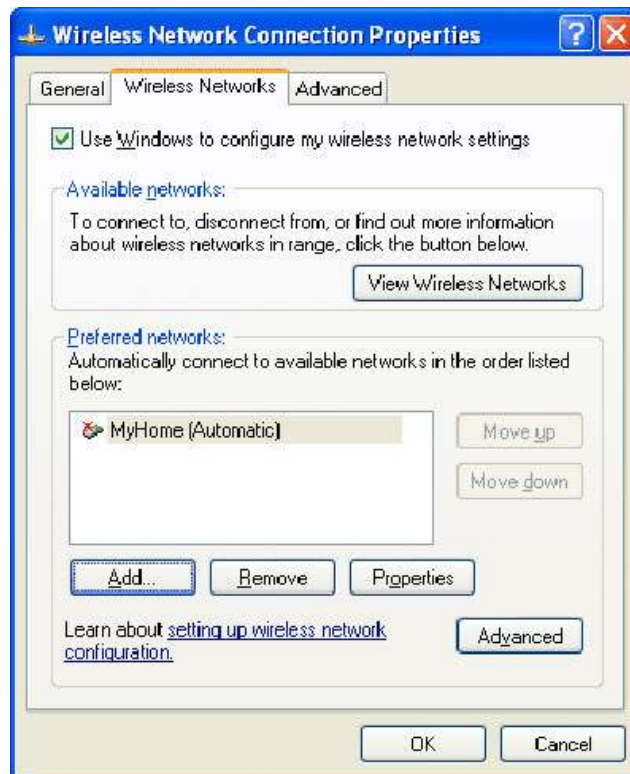 Wireless Network Connection Properties
General Wireless Networks Advanced
Use Windows to configure my wireless network settings
Available networks:
To connect to, disconnect from, or find out more information
about wireless networks in range, click the button below.
View Wireless Networks
Preferred networks:
Automatically connect to available networks in the order listed
below:
MyHome (Automatic)
Move up
Move down
Add...
Remove
Properties
Learn about setting up wireless network
configuration.
Advanced
OK
Cancel